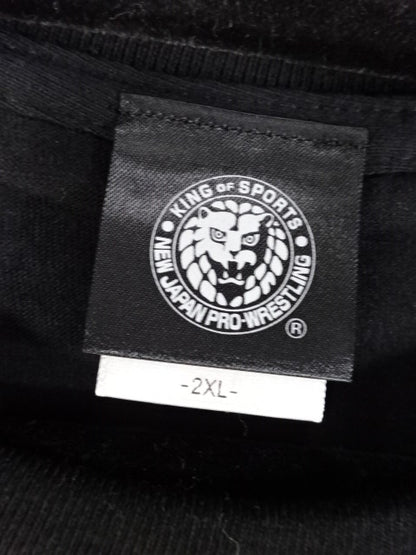 KING OF SPORTS
NEW JAPAN PRO-WRESTLING
®
-2XL-